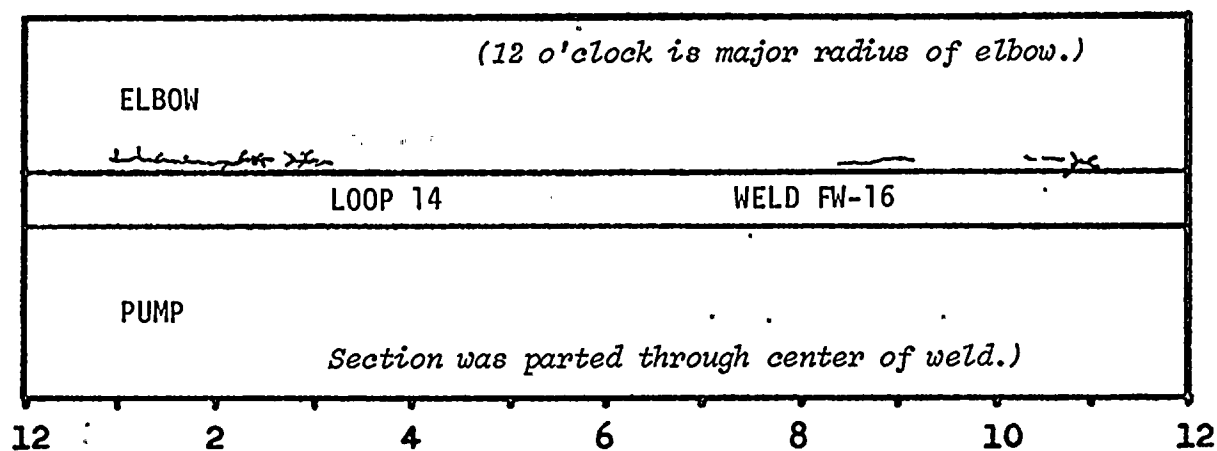 (12 o'clock is major radius of elbow.)
ELBOW
LOOP 14 WELD FW-16
PUMP
Section was parted through center of weld.)
12 2 4 6 8 10 12